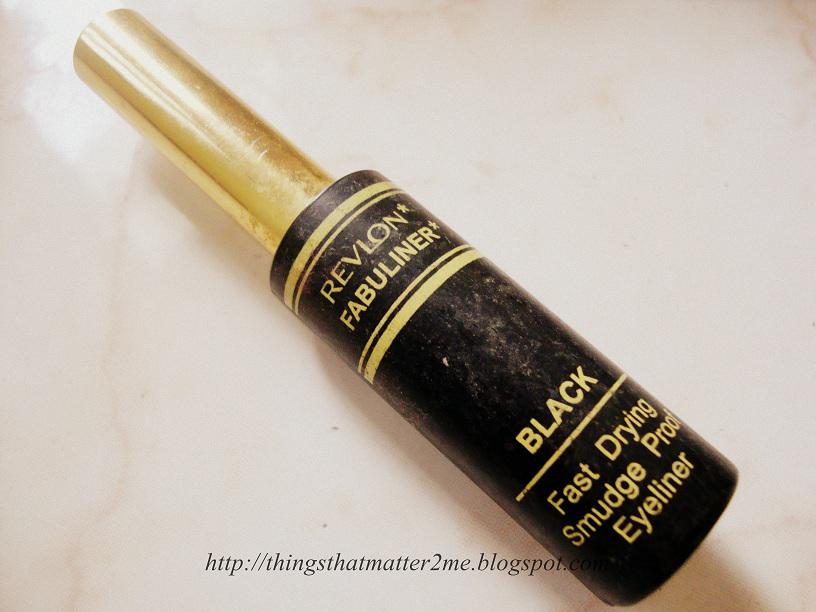 REVLON*
FABULINER*
BLACK
Fast Drying
Smudge Proof
Eyeliner
http://thingsthatmatter2me.blogspot.com